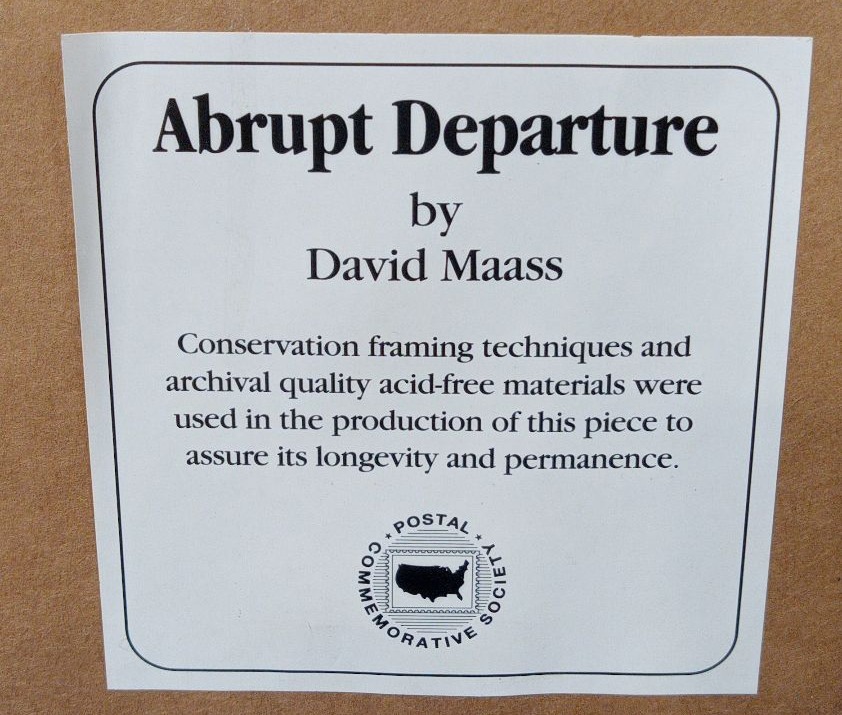 Abrupt Departure
by
David Maass
Conservation framing techniques and
archival quality acid-free materials were
used in the production of this piece to
assure its longevity and permanence.
POSTAL
COMMEMORATIVE SOCIETY